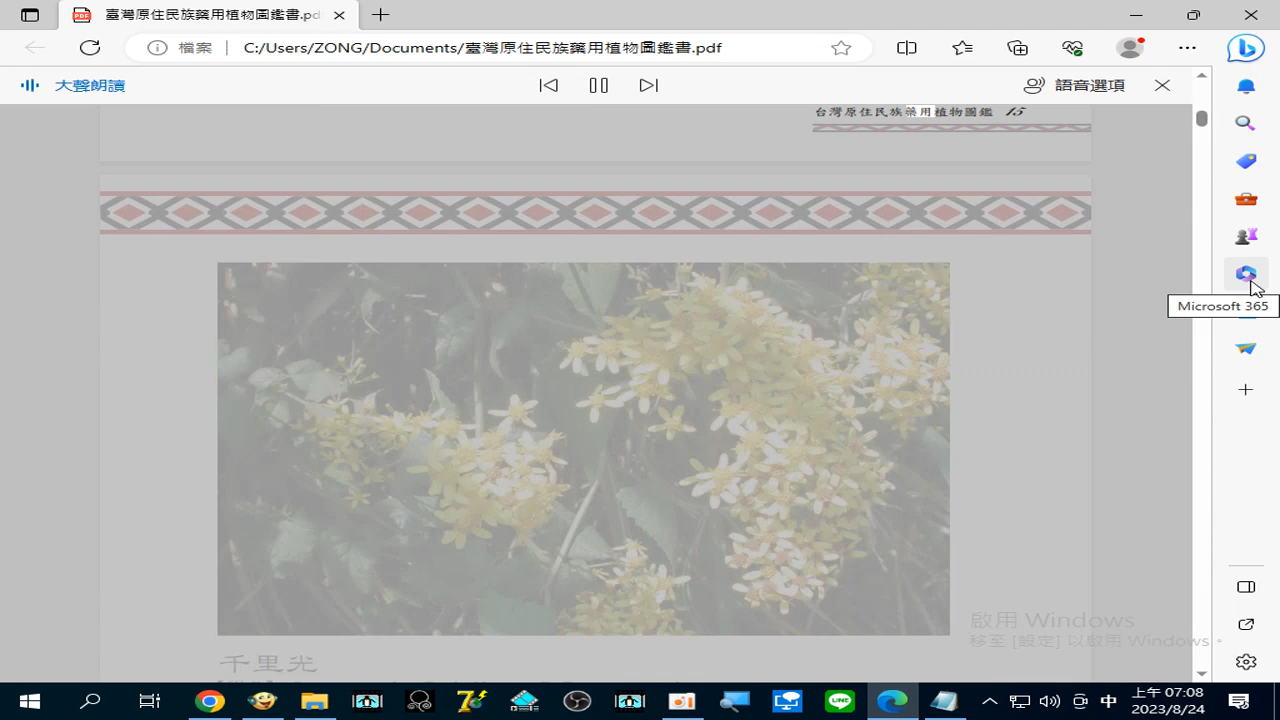 臺灣原住民族藥用植物圖鑑書.pd
檔案
C:/Users/ZONG/Documents/臺灣原住民族藥用植物圖鑑書.pdf
大聲朗讀
語音選項
台灣原住民族藥用植物圖鑑 15
Microsoft 365
啟用 Windows
移至 [設定] 以啟用 Windows。
千里光
中
上午 07:08
2023/8/24